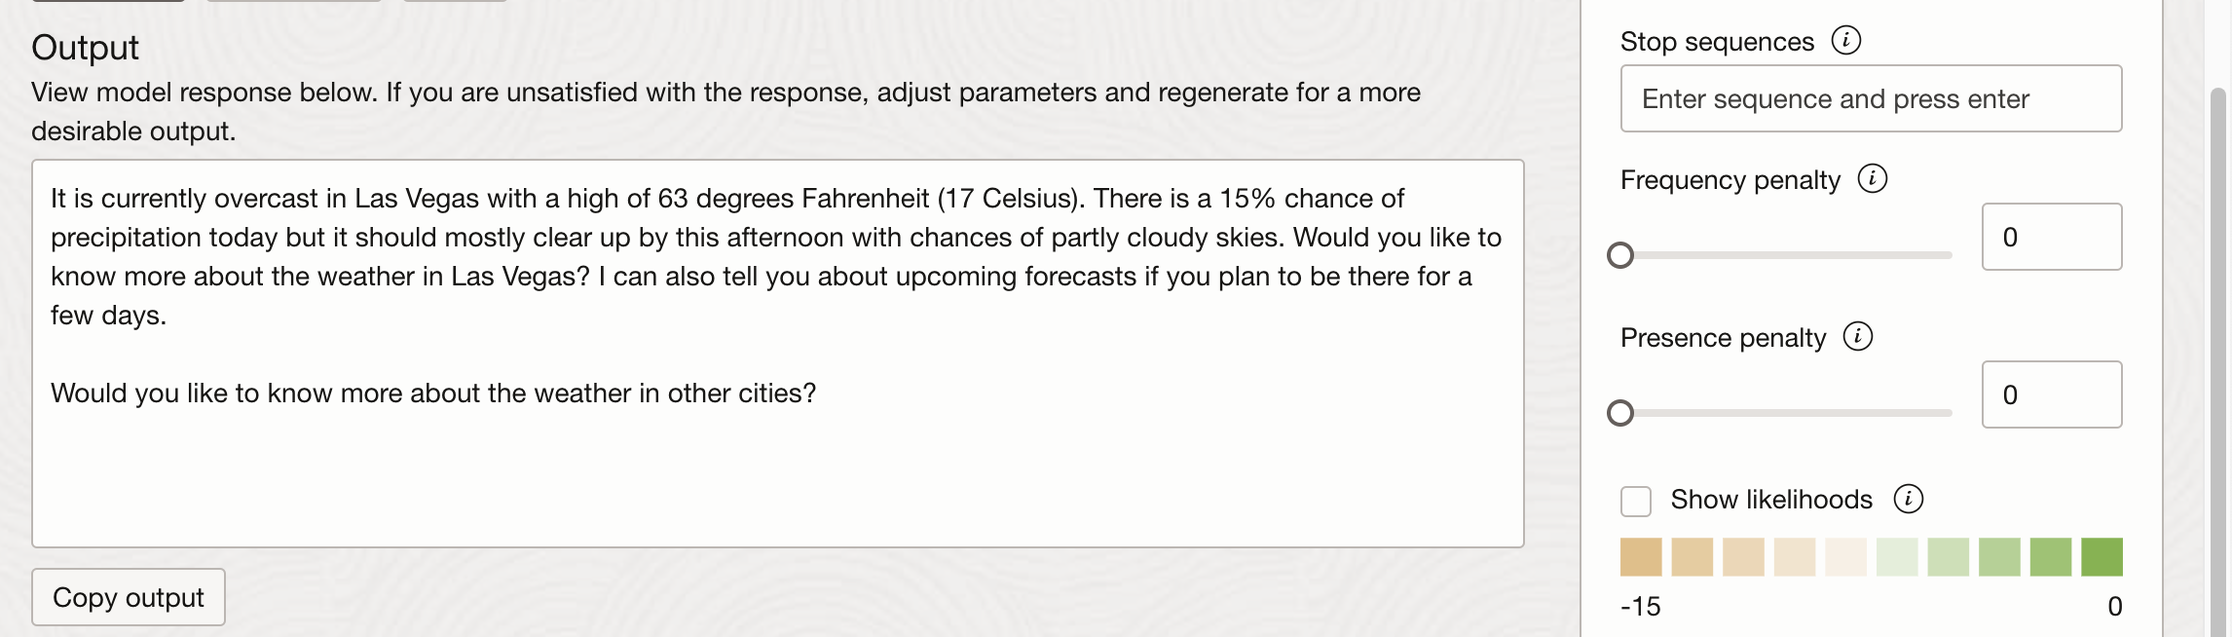 Output
View model response below. If you are unsatisfied with the response, adjust parameters and regenerate for a more
desirable output.
It is currently overcast in Las Vegas with a high of 63 degrees Fahrenheit (17 Celsius). There is a 15% chance of
precipitation today but it should mostly clear up by this afternoon with chances of partly cloudy skies. Would you like to
know more about the weather in Las Vegas? I can also tell you about upcoming forecasts if you plan to be there for a
few days.
Would you like to know more about the weather in other cities?
Copy output
Stop sequences
Enter sequence and press enter
Frequency penalty
0
Presence penalty
0
Show likelihoods
-15 0